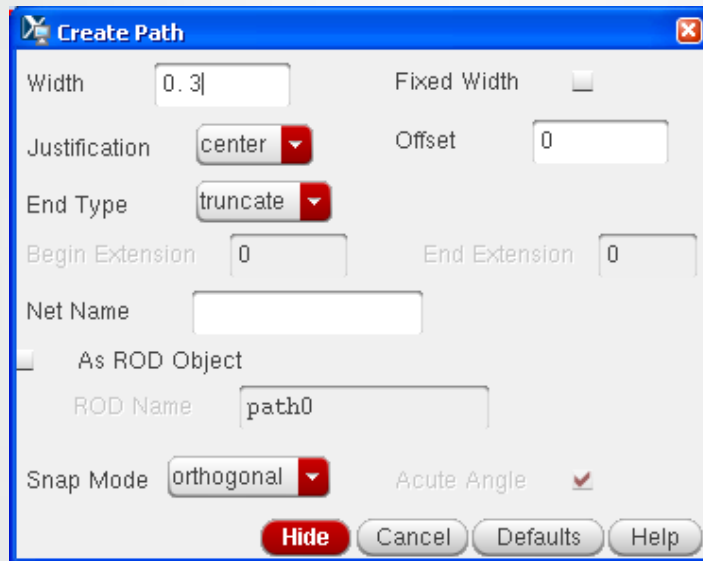 Create Path
Width 0.3 Fixed Width
Justification center Offset 0
End Type truncate
Begin Extension 0 End Extension 0
Net Name
As ROD Object
ROD Name path0
Snap Mode orthogonal Acute Angle
Hide Cancel Defaults Help